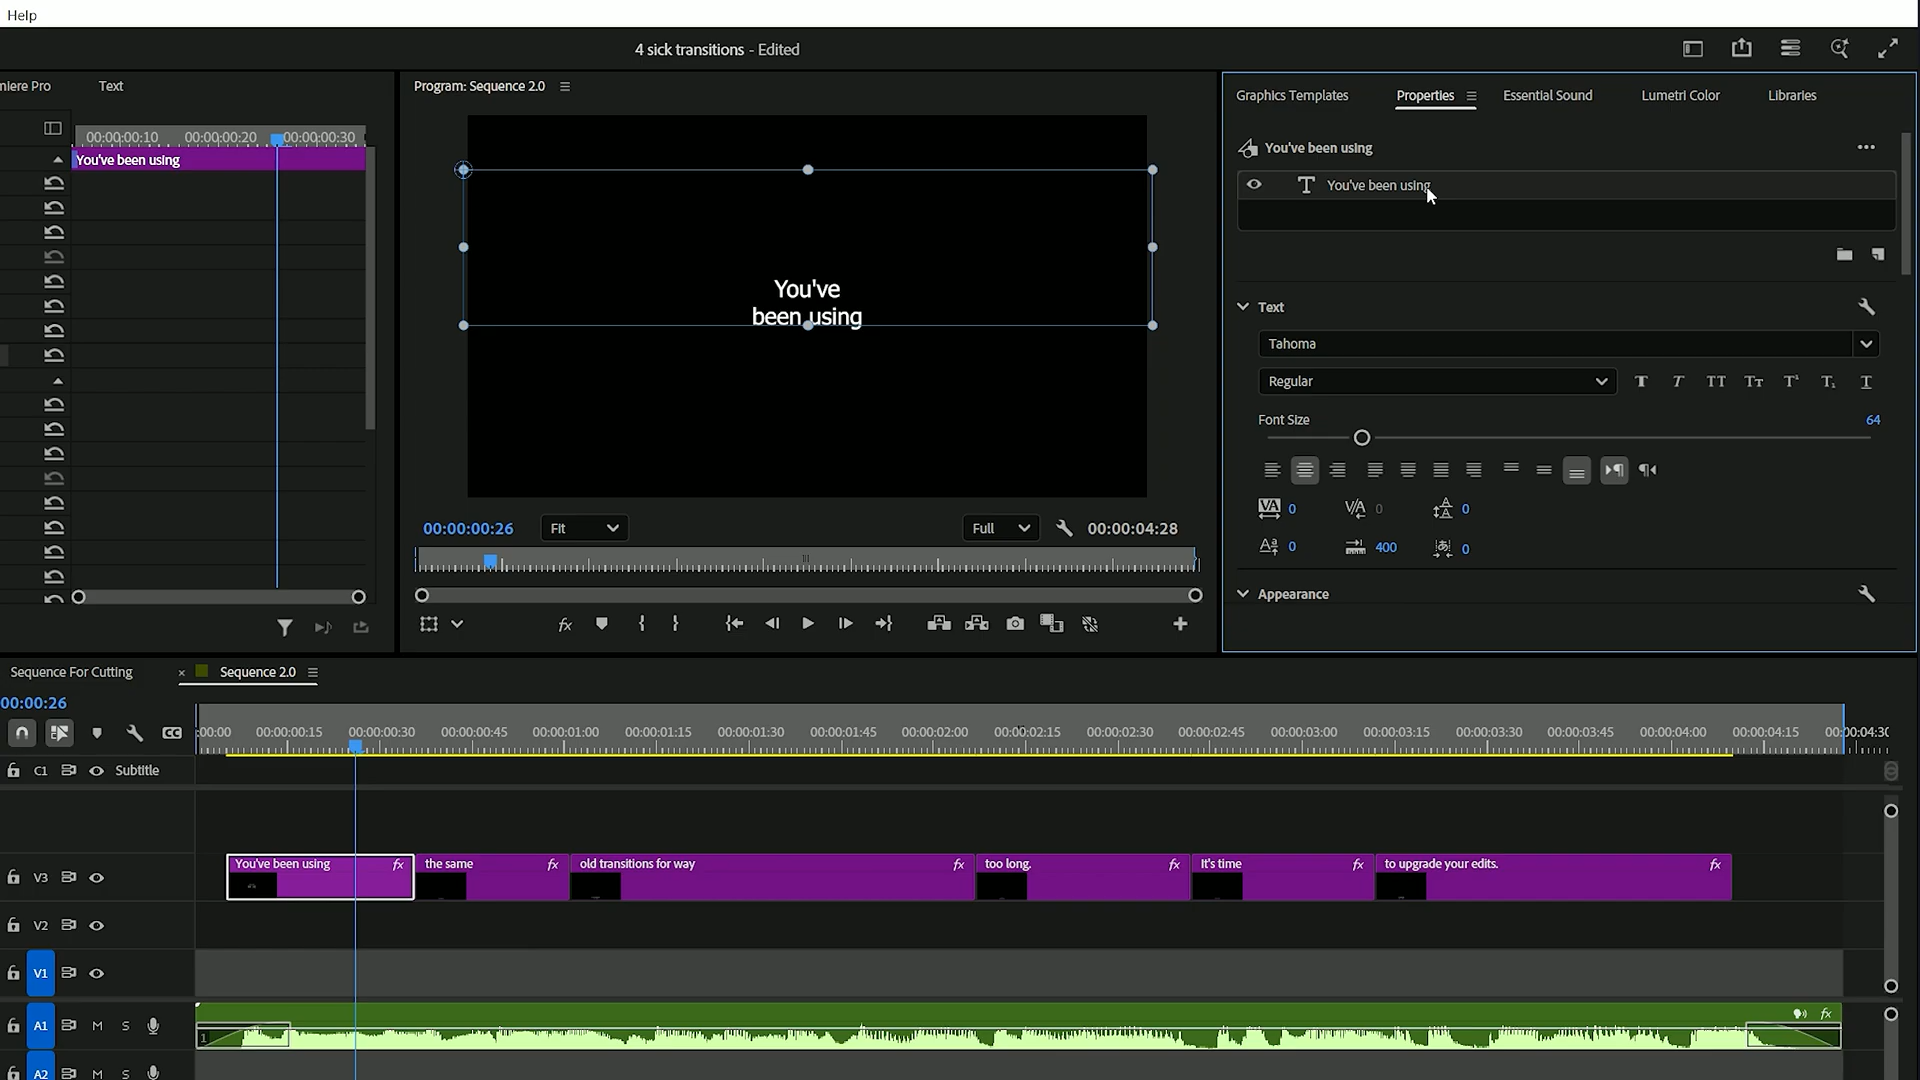 Help
4 sick transitions - Edited
miere Pro
Text
00:00:00:10 00:00:00:20 00:00:00:30
You've been using
Program: Sequence 2.0
You've
been using
00:00:00:26
Fit
Full
00:00:04:28
Graphics Templates
Properties
Essential Sound
Lumetri Color
Libraries
You've been using
You've been using
Text
Tahoma
Regular
Font Size
64
0
0
0
0
400
0
Appearance
Sequence For Cutting
Sequence 2.0
00:00:00:26
:00:00 00:00:00:15 00:00:00:30 00:00:00:45 00:00:01:00 00:00:01:15 00:00:01:30 00:00:01:45 00:00:02:00 00:00:02:15 00:00:02:30 00:00:02:45 00:00:03:00 00:00:03:15 00:00:03:30 00:00:03:45 00:00:04:00 00:00:04:15 00:00:04:30
C1 Subtitle
V3
You've been using fx
the same fx
old transitions for way fx
too long. fx
It's time fx
to upgrade your edits. fx
V2
V1
A1 M S
1
fx
A2 M S